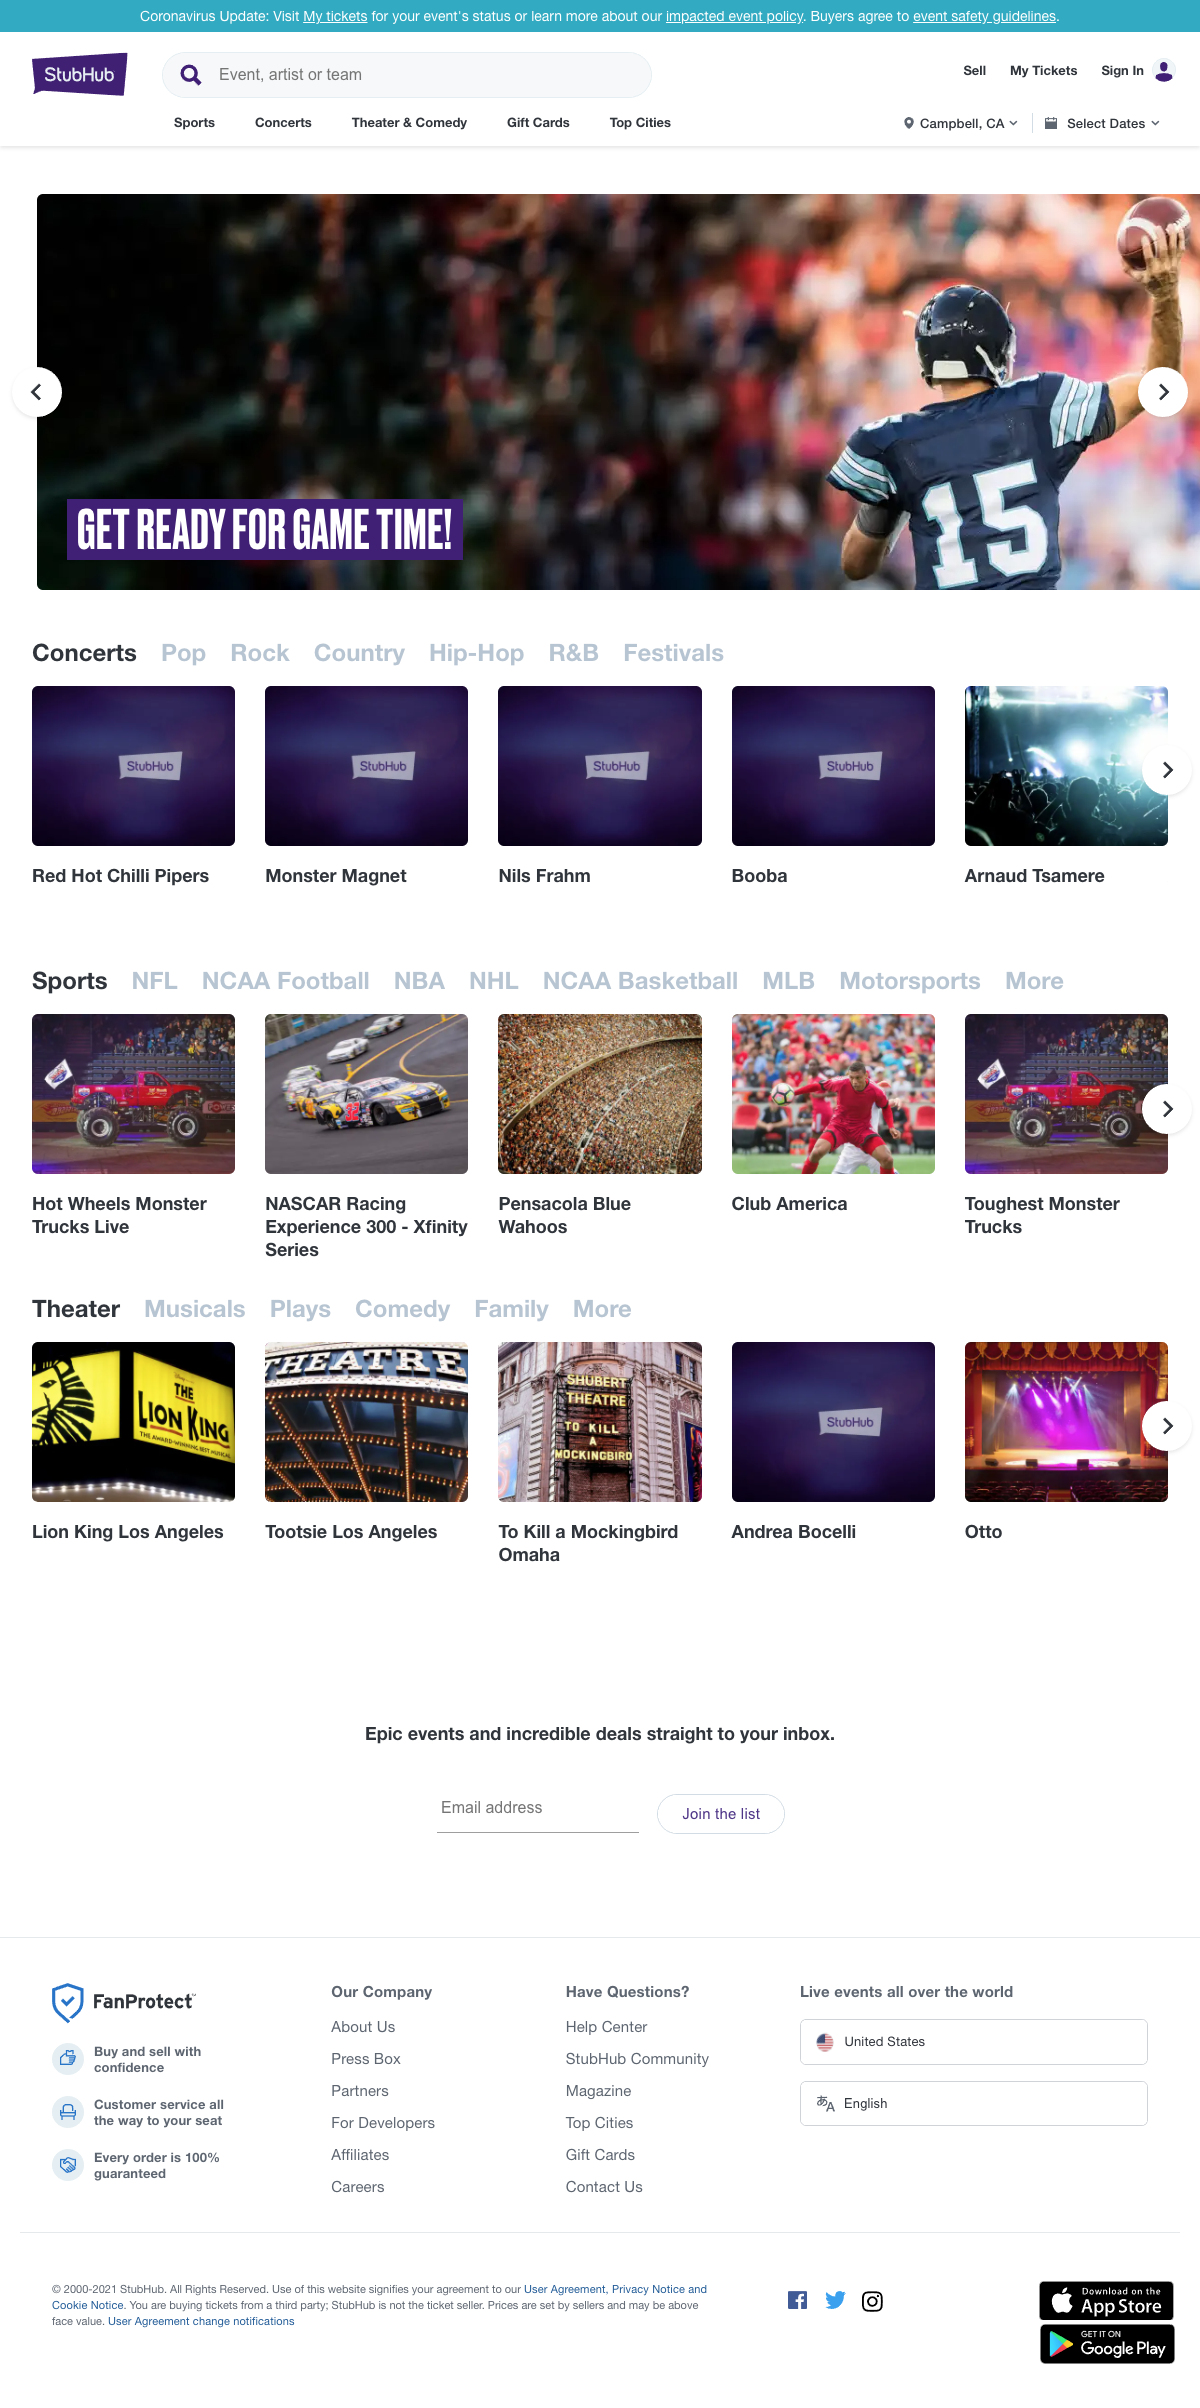 Coronavirus Update: Visit My tickets for your event's status or learn more about our impacted event policy. Buyers agree to event safety guidelines.
StubHub
Event, artist or team
Sell
My Tickets
Sign In
Sports
Concerts
Theater & Comedy
Gift Cards
Top Cities
Campbell, CA
Select Dates
15
GET READY FOR GAME TIME!
Concerts Pop Rock Country Hip-Hop R&B Festivals
StubHub
StubHub
StubHub
StubHub
Red Hot Chilli Pipers
Monster Magnet
Nils Frahm
Booba
Arnaud Tsamere
Sports NFL NCAA Football NBA NHL NCAA Basketball MLB Motorsports More
Hot Wheels Monster
Trucks Live
NASCAR Racing
Experience 300 - Xfinity
Series
Pensacola Blue
Wahoos
Club America
Toughest Monster
Trucks
Theater Musicals Plays Comedy Family More
THE
LION KING
THE AWARD-WINNING BEST MUSICAL
THEATRE
SHUBERT
THEATRE
TO KILL
A
MOCKINGBIRD
StubHub
Lion King Los Angeles
Tootsie Los Angeles
To Kill a Mockingbird
Omaha
Andrea Bocelli
Otto
Epic events and incredible deals straight to your inbox.
Email address
Join the list
FanProtect
Buy and sell with
confidence
Customer service all
the way to your seat
Every order is 100%
guaranteed
Our Company
About Us
Press Box
Partners
For Developers
Affiliates
Careers
Have Questions?
Help Center
StubHub Community
Magazine
Top Cities
Gift Cards
Contact Us
Live events all over the world
United States
あA
English
© 2000-2021 StubHub. All Rights Reserved. Use of this website signifies your agreement to our User Agreement, Privacy Notice and
Cookie Notice. You are buying tickets from a third party; StubHub is not the ticket seller. Prices are set by sellers and may be above
face value. User Agreement change notifications
Download on the
App Store
GET IT ON
Google Play